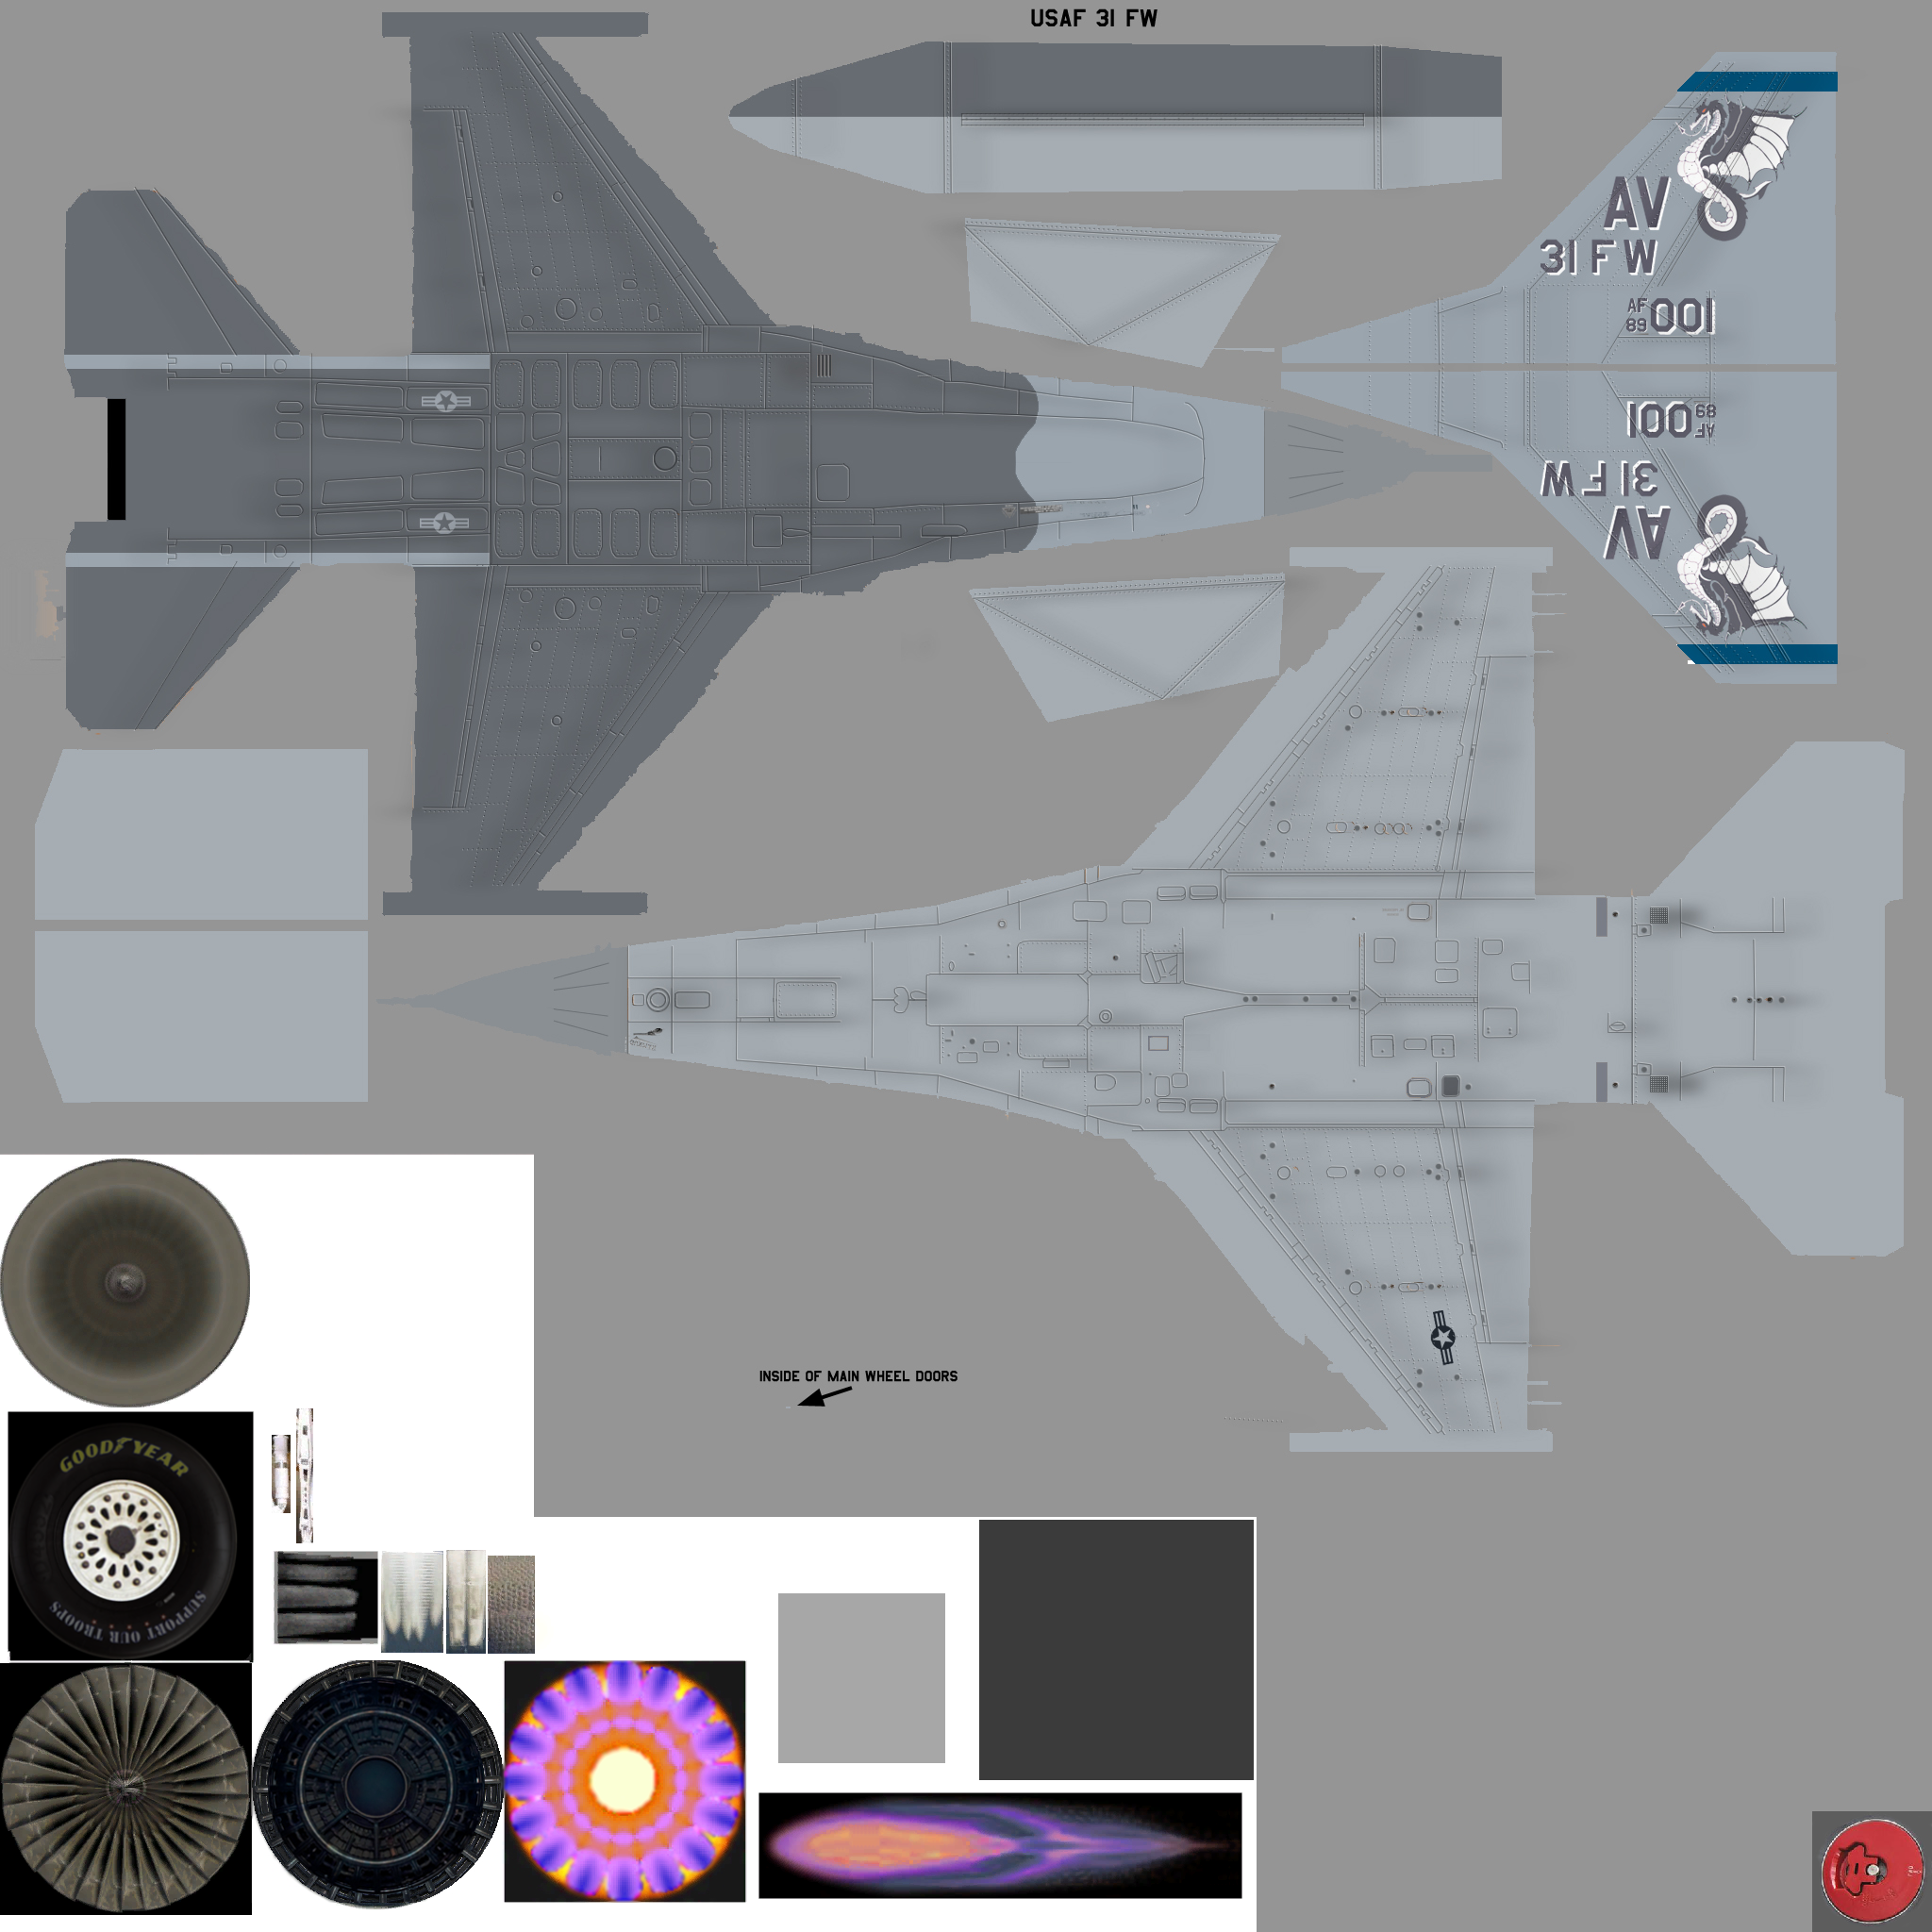 USAF 31 FW
AV
31 FW
AF
89 001
89 001
AF
31 FW
AV
INSIDE OF MAIN WHEEL DOORS
GOODYEAR
SUPPORT OUR TROOPS